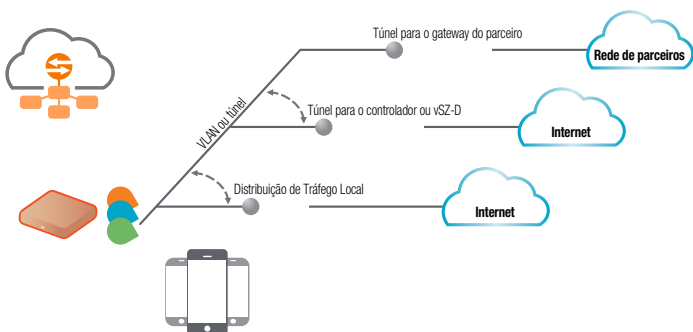 Túnel para o gateway do parceiro
Rede de parceiros
VLAN ou túnel
Túnel para o controlador ou vSZ-D
Internet
Distribuição de Tráfego Local
Internet